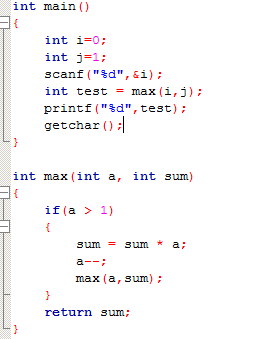 int main()
{
int i=0;
int j=1;
scanf("%d",&i);
int test = max(i,j);
printf("%d",test);
getchar();
}
int max(int a, int sum)
{
if(a > 1)
{
sum = sum * a;
a--;
max(a,sum);
}
return sum;
}